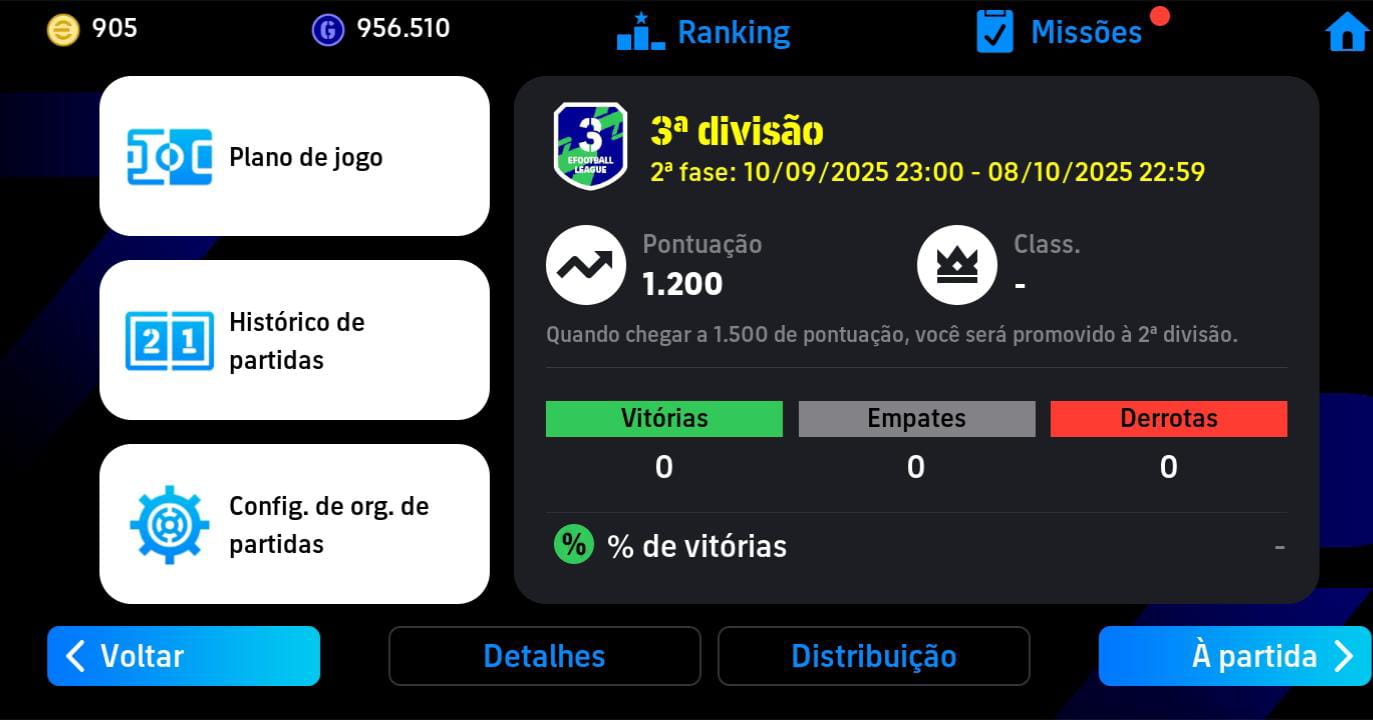 905
956.510
Ranking
Missões
Plano de jogo
Histórico de
partidas
Config. de org. de
partidas
3
EFOOTBALL
LEAGUE
3ª divisão
2ª fase: 10/09/2025 23:00 - 08/10/2025 22:59
Pontuação
1.200
Class.
-
Quando chegar a 1.500 de pontuação, você será promovido à 2ª divisão.
Vitórias
Empates
Derrotas
0
0
0
% % de vitórias
-
Voltar
Detalhes
Distribuição
À partida